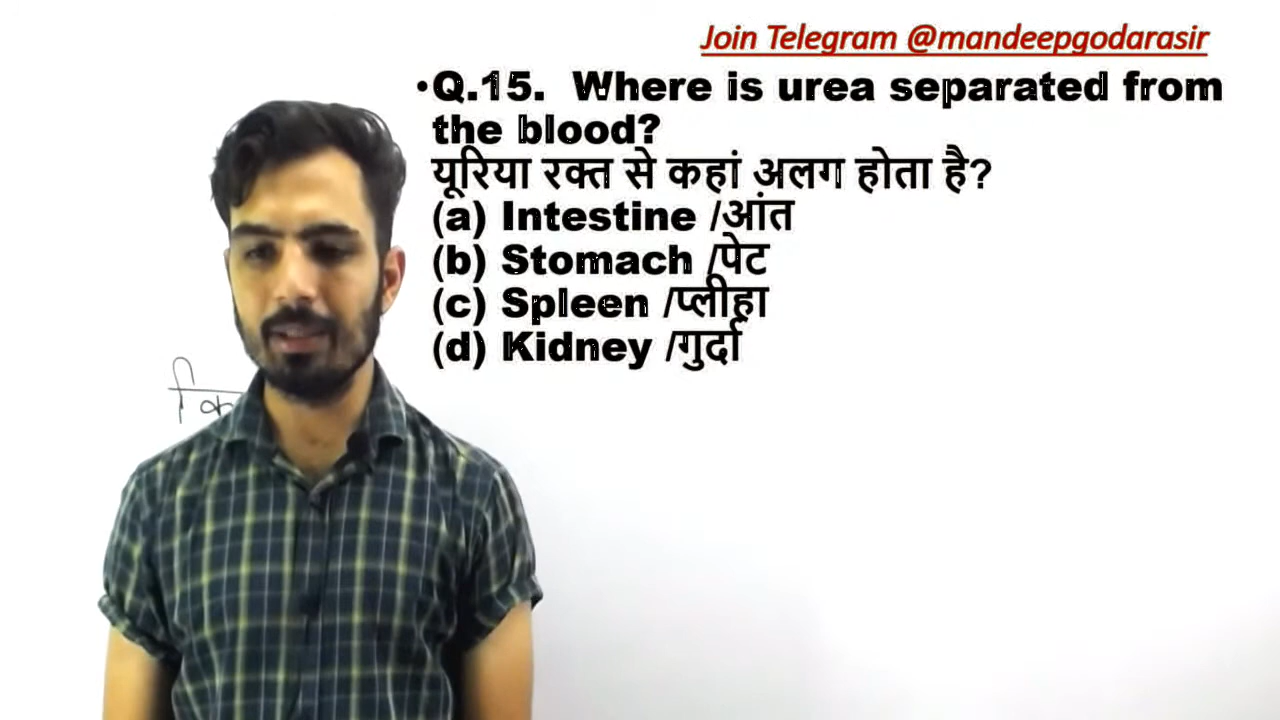 Join Telegram @mandeepgodarasir
•Q.15. Where is urea separated from
the blood?
यूरिया रक्त से कहां अलग होता है?
(a) Intestine /आंत
(b) Stomach /पेट
(c) Spleen /प्लीहा
(d) Kidney /गुर्दा